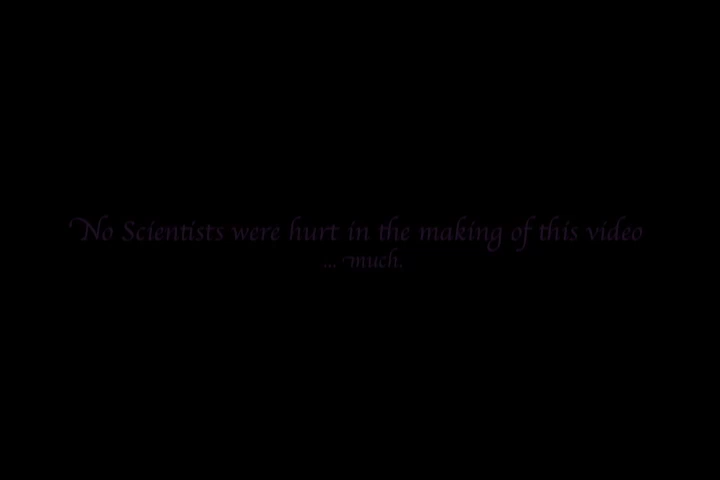 No Scientists were hurt in the making of this video
... much.